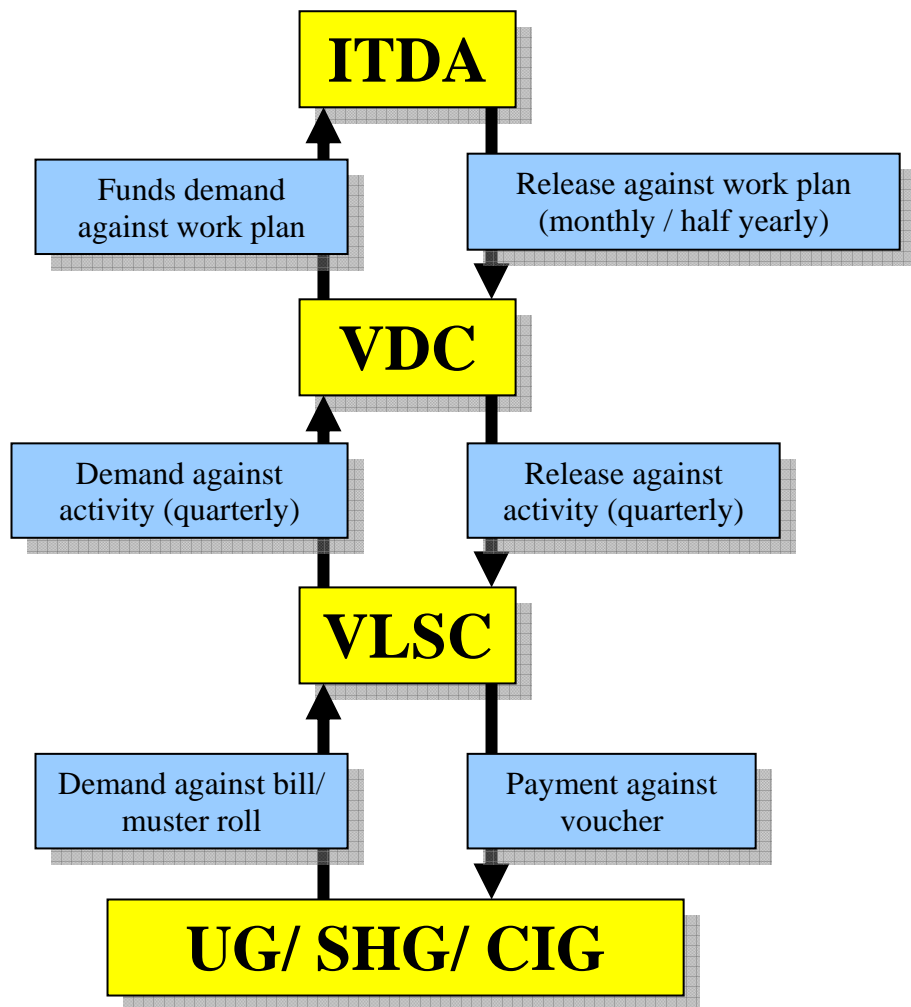 ITDA
Funds demand
against work plan
Release against work plan
(monthly / half yearly)
VDC
Demand against
activity (quarterly)
Release against
activity (quarterly)
VLSC
Demand against bill/
muster roll
Payment against
voucher
UG/ SHG/ CIG